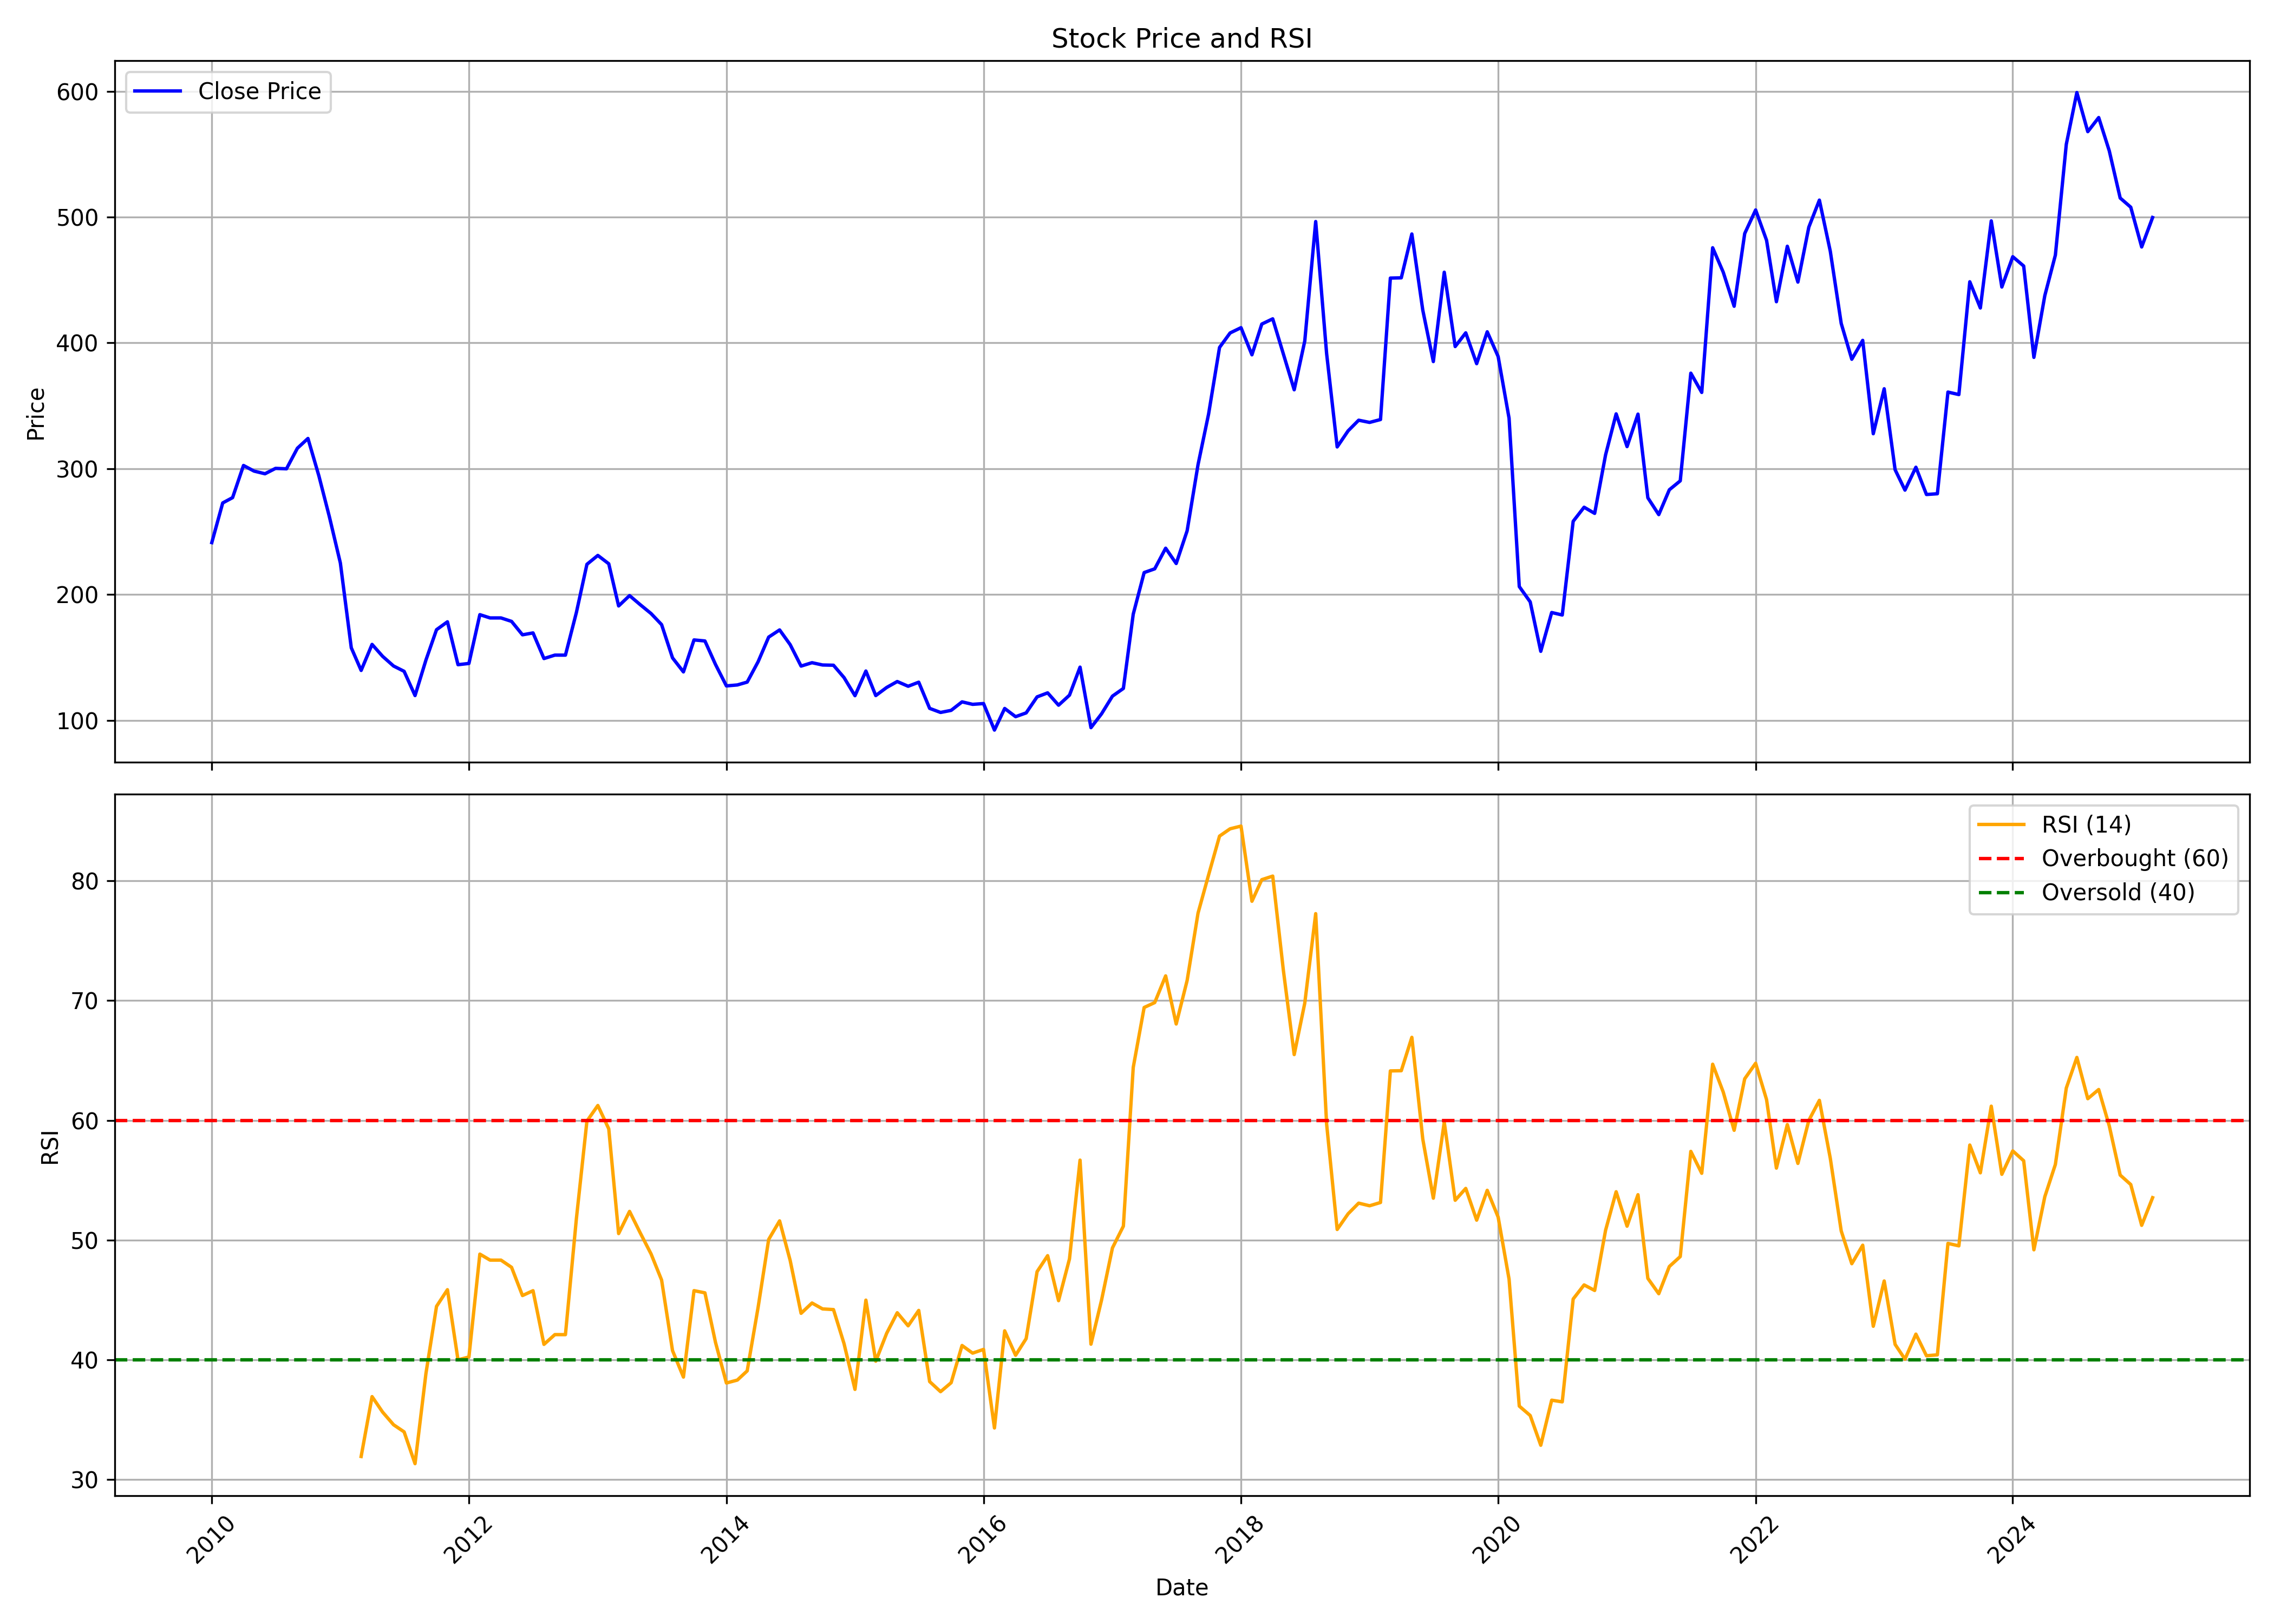 Stock Price and RSI
Close Price
600
500
400
300
200
100
Price
RSI (14)
Overbought (60)
Oversold (40)
80
70
60
50
40
30
RSI
2010
2012
2014
2016
2018
2020
2022
2024
Date